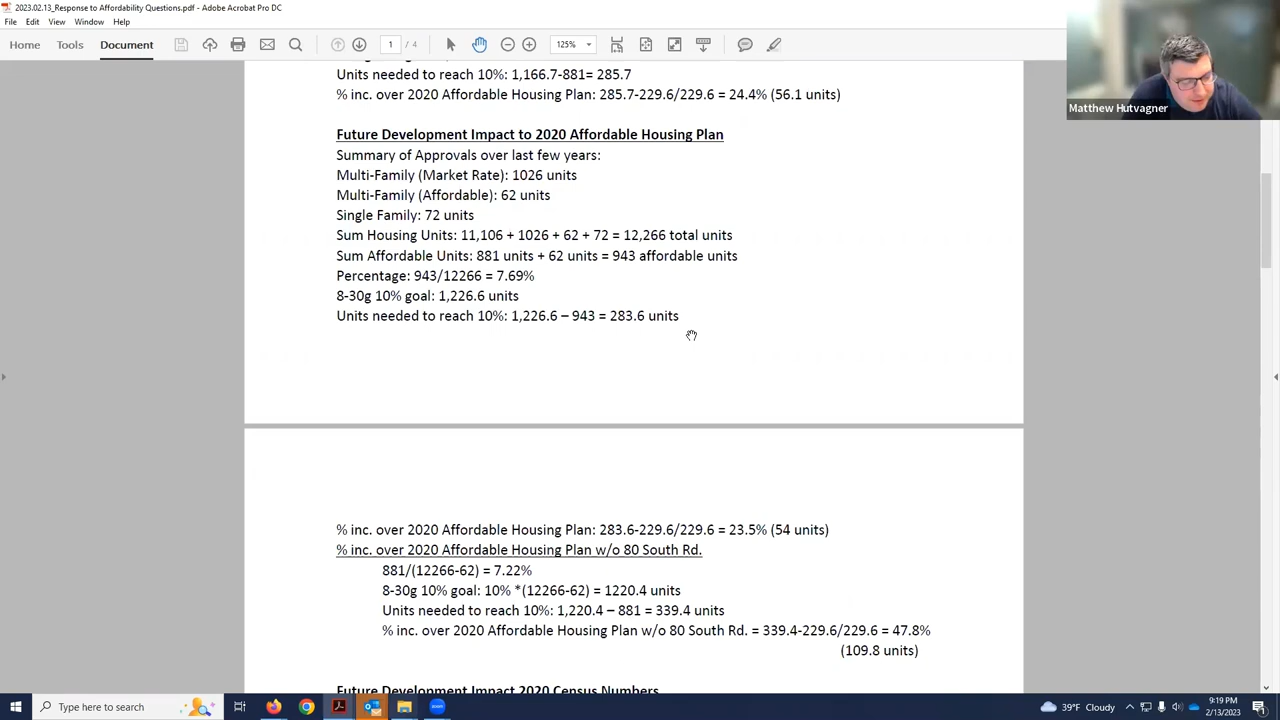 2023.02.13_Response to Affordability Questions.pdf - Adobe Acrobat Pro DC
File Edit View Window Help
Home Tools Document 1 / 4 125%
Matthew Hutvagner
Units needed to reach 10%: 1,166.7-881= 285.7
% inc. over 2020 Affordable Housing Plan: 285.7-229.6/229.6 = 24.4% (56.1 units)
Future Development Impact to 2020 Affordable Housing Plan
Summary of Approvals over last few years:
Multi-Family (Market Rate): 1026 units
Multi-Family (Affordable): 62 units
Single Family: 72 units
Sum Housing Units: 11,106 + 1026 + 62 + 72 = 12,266 total units
Sum Affordable Units: 881 units + 62 units = 943 affordable units
Percentage: 943/12266 = 7.69%
8-30g 10% goal: 1,226.6 units
Units needed to reach 10%: 1,226.6 – 943 = 283.6 units
% inc. over 2020 Affordable Housing Plan: 283.6-229.6/229.6 = 23.5% (54 units)
% inc. over 2020 Affordable Housing Plan w/o 80 South Rd.
881/(12266-62) = 7.22%
8-30g 10% goal: 10% *(12266-62) = 1220.4 units
Units needed to reach 10%: 1,220.4 – 881 = 339.4 units
% inc. over 2020 Affordable Housing Plan w/o 80 South Rd. = 339.4-229.6/229.6 = 47.8%
(109.8 units)
Future Development Impact 2020 Census Numbers
Type here to search
39°F Cloudy
9:19 PM
2/13/2023